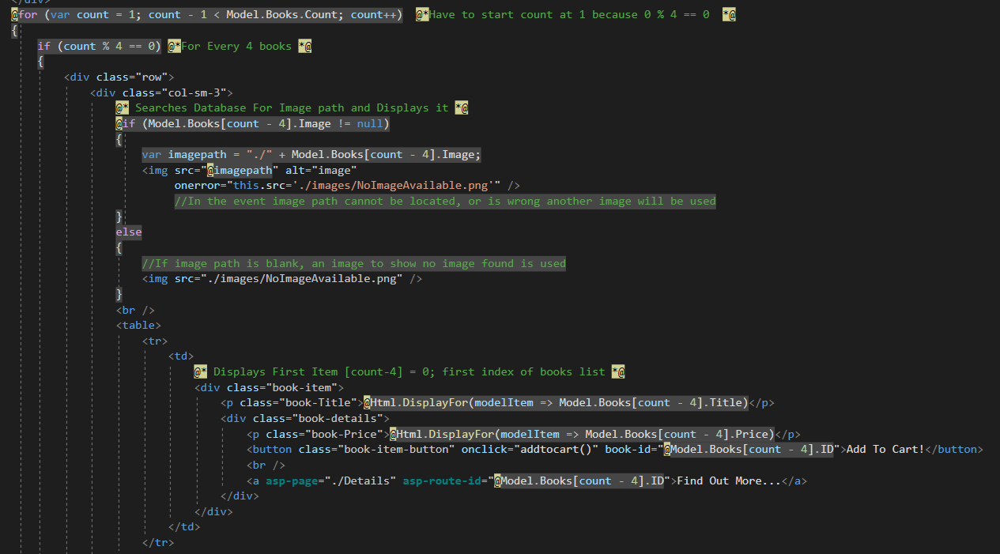 </div>
@for (var count = 1; count - 1 < Model.Books.Count; count++)  @*Have to start count at 1 because 0 % 4 == 0  *@
{
if (count % 4 == 0) @*For Every 4 books *@
{
<div class="row">
<div class="col-sm-3">
@* Searches Database For Image path and Displays it *@
@if (Model.Books[count - 4].Image != null)
{
var imagepath = "./" + Model.Books[count - 4].Image;
<img src="@imagepath" alt="image"
onerror="this.src='./images/NoImageAvailable.png'" />
//In the event image path cannot be located, or is wrong another image will be used
}
else
{
//If image path is blank, an image to show no image found is used
<img src="./images/NoImageAvailable.png" />
}
<br />
<table>
<tr>
<td>
@* Displays First Item [count-4] = 0; first index of books list *@
<div class="book-item">
<p class="book-Title">@Html.DisplayFor(modelItem => Model.Books[count - 4].Title)</p>
<div class="book-details">
<p class="book-Price">@Html.DisplayFor(modelItem => Model.Books[count - 4].Price)</p>
<button class="book-item-button" onclick="addtocart()" book-id="@Model.Books[count - 4].ID">Add To Cart!</button>
<br />
<a asp-page="./Details" asp-route-id="@Model.Books[count - 4].ID">Find Out More...</a>
</div>
</div>
</td>
</tr>